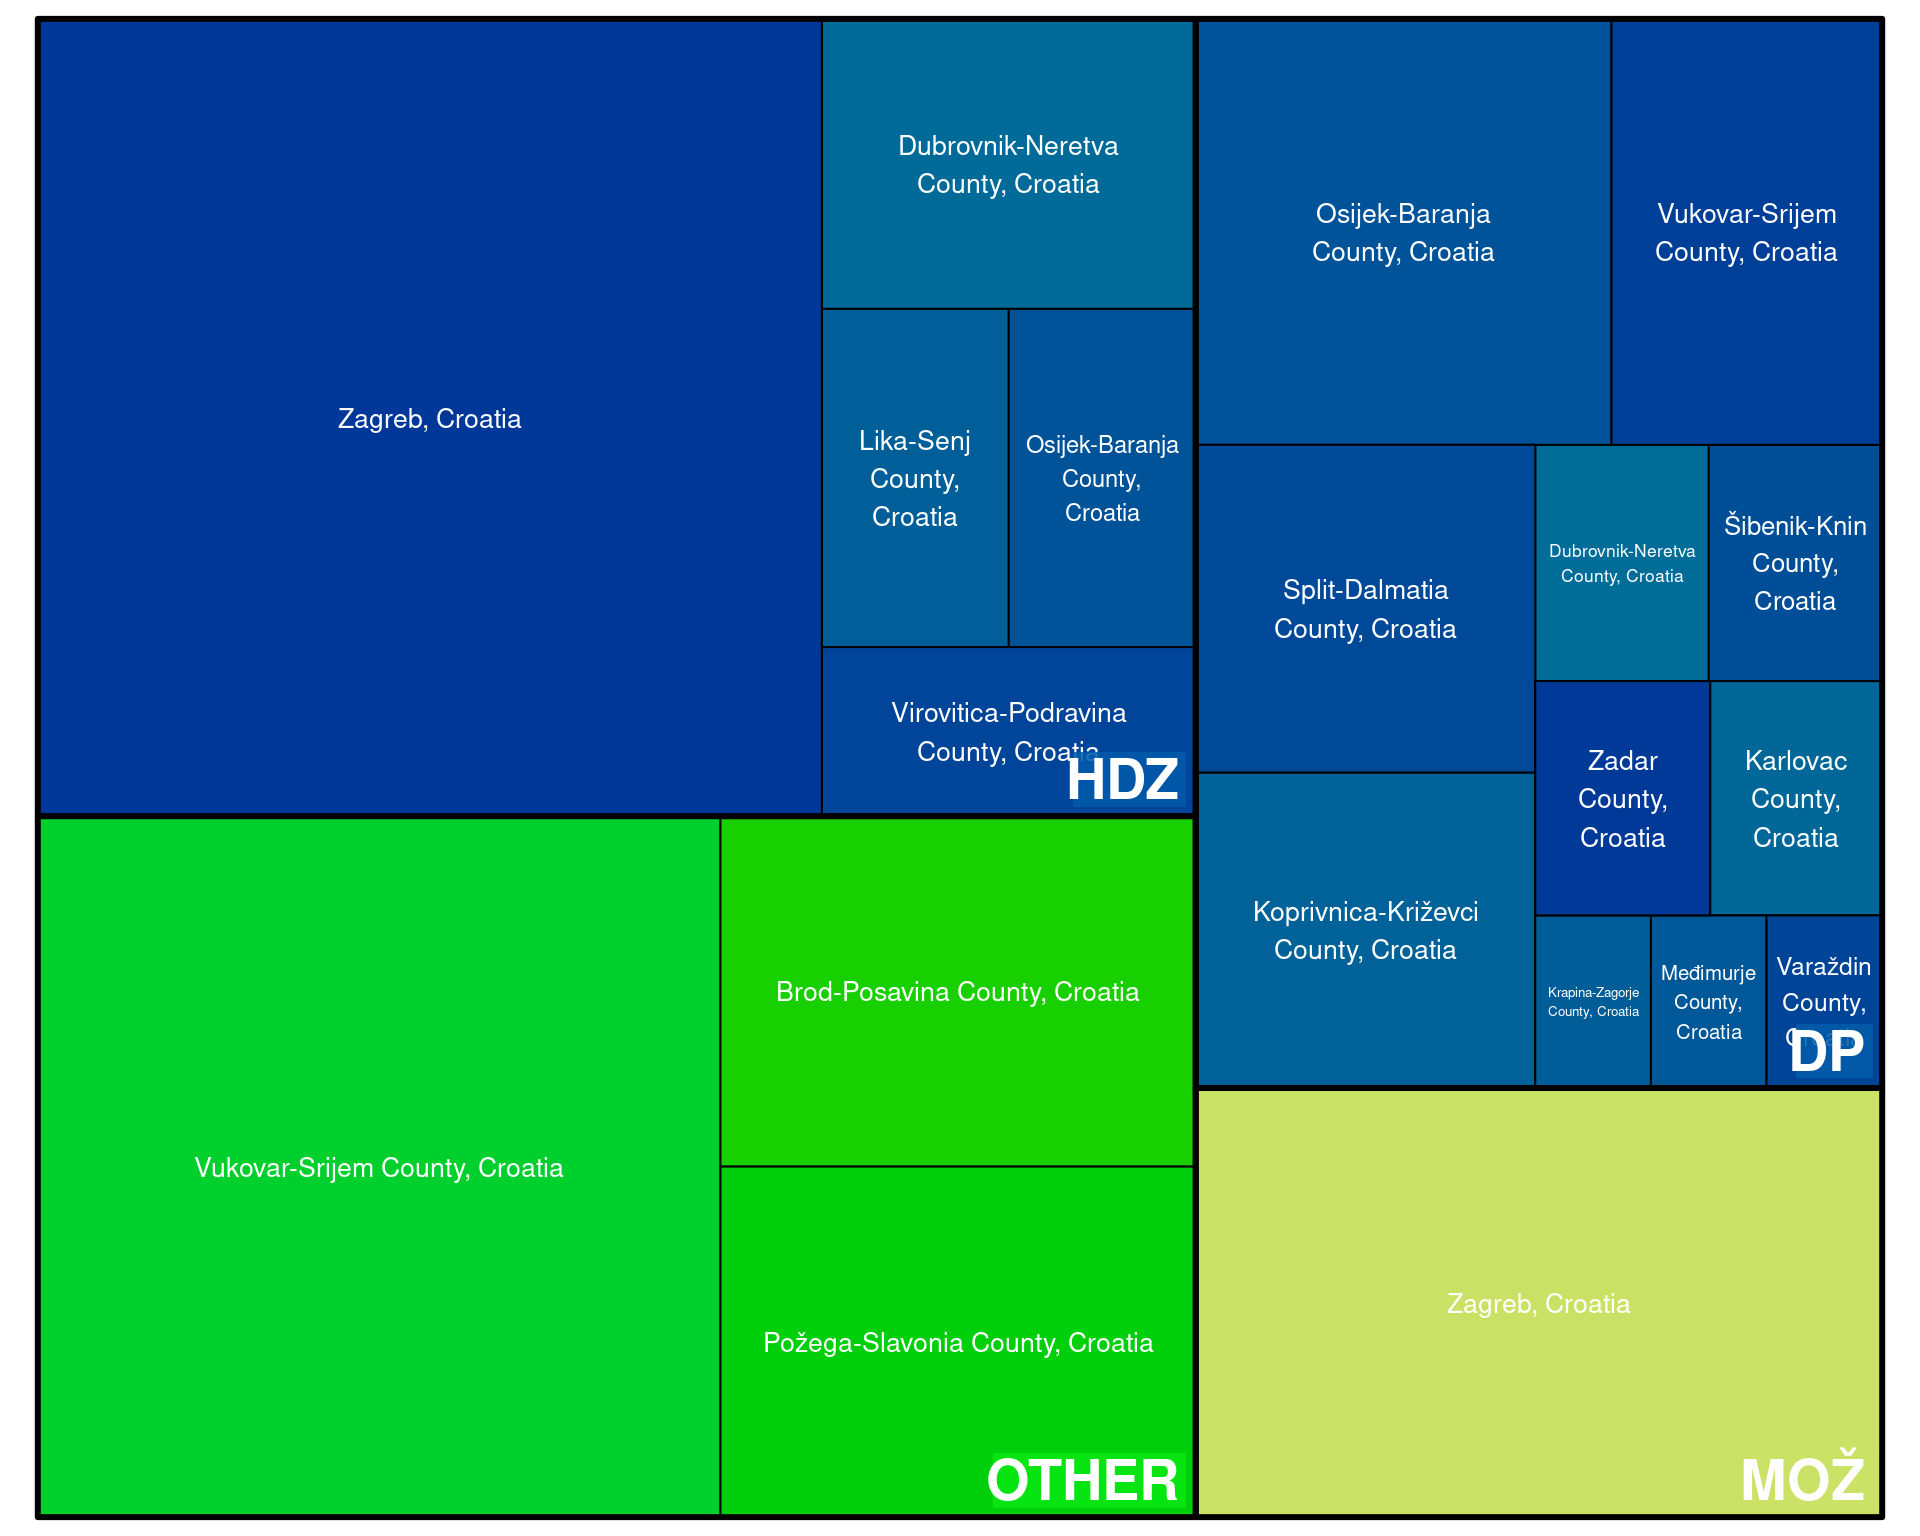 Zagreb, Croatia
Dubrovnik-Neretva
County, Croatia
Lika-Senj
County,
Croatia
Osijek-Baranja
County,
Croatia
Virovitica-Podravina
County, Croatia
HDZ
Vukovar-Srijem County, Croatia
Brod-Posavina County, Croatia
Požega-Slavonia County, Croatia
OTHER
Osijek-Baranja
County, Croatia
Vukovar-Srijem
County, Croatia
Split-Dalmatia
County, Croatia
Dubrovnik-Neretva
County, Croatia
Šibenik-Knin
County,
Croatia
Koprivnica-Križevci
County, Croatia
Zadar
County,
Croatia
Karlovac
County,
Croatia
Krapina-Zagorje
County, Croatia
Međimurje
County,
Croatia
Varaždin
County,
DP
Zagreb, Croatia
MOŽ